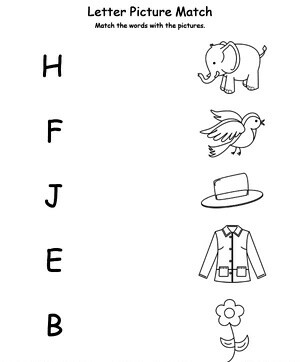 Letter Picture Match
Match the words with the pictures.
H
F
J
E
B